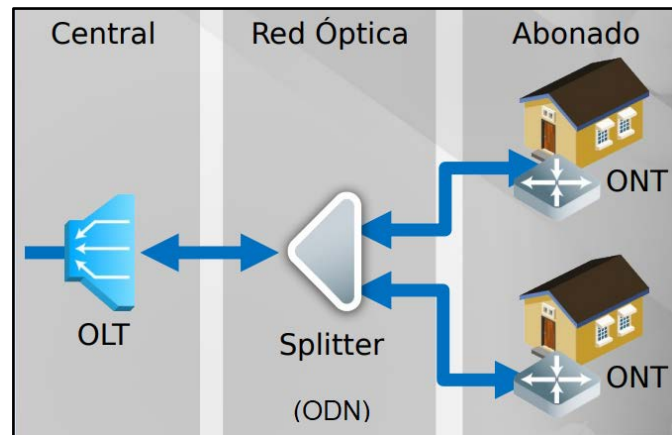 Central
Red Óptica
Abonado
ONT
OLT
Splitter
ONT
(ODN)